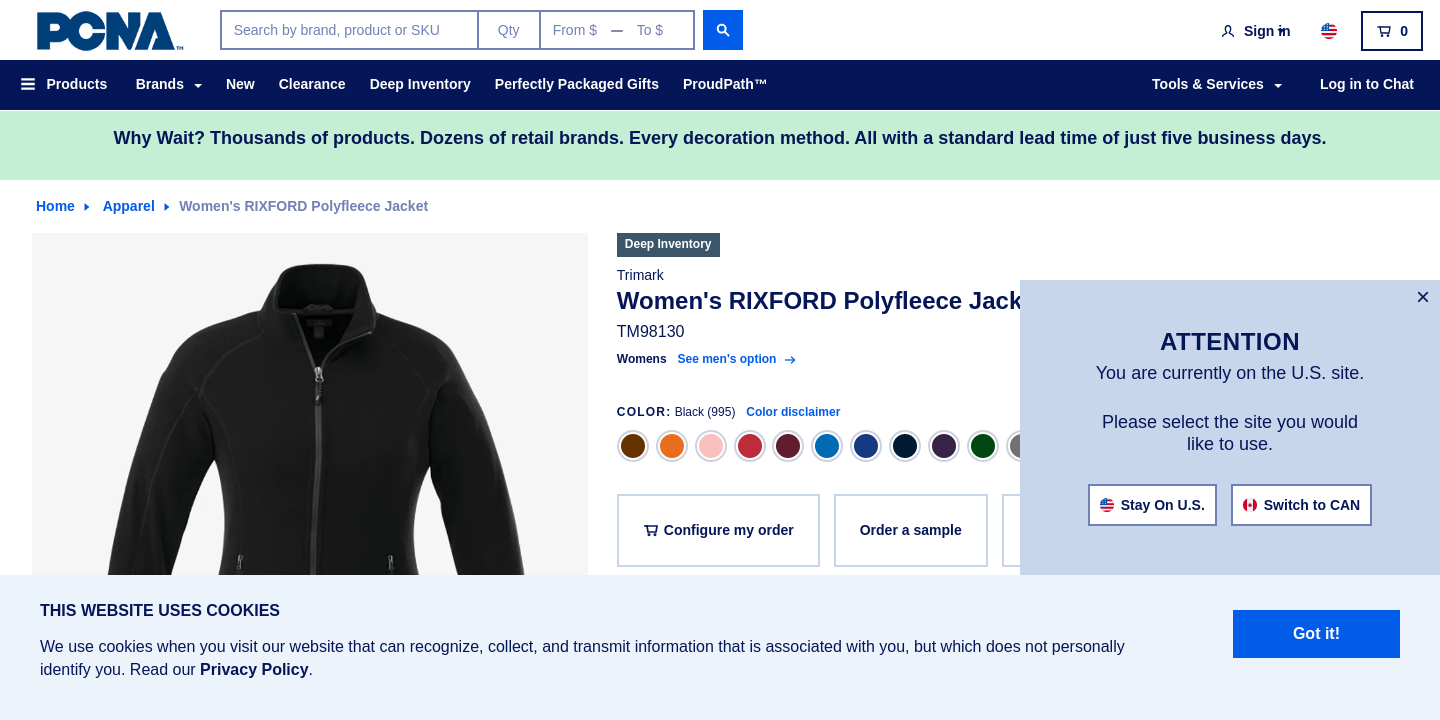 PCNA™
Search by brand, product or SKU
Qty
From $ — To $
Sign in
0
Products
Brands
New
Clearance
Deep Inventory
Perfectly Packaged Gifts
ProudPath™
Tools & Services
Log in to Chat
Why Wait? Thousands of products. Dozens of retail brands. Every decoration method. All with a standard lead time of just five business days.
Home
Apparel
Women's RIXFORD Polyfleece Jacket
Deep Inventory
Trimark
Women's RIXFORD Polyfleece Jack
TM98130
Womens See men's option
COLOR: Black (995) Color disclaimer
Configure my order
Order a sample
×
ATTENTION
You are currently on the U.S. site.
Please select the site you would
like to use.
Stay On U.S.
Switch to CAN
THIS WEBSITE USES COOKIES
We use cookies when you visit our website that can recognize, collect, and transmit information that is associated with you, but which does not personally
identify you. Read our Privacy Policy.
Got it!